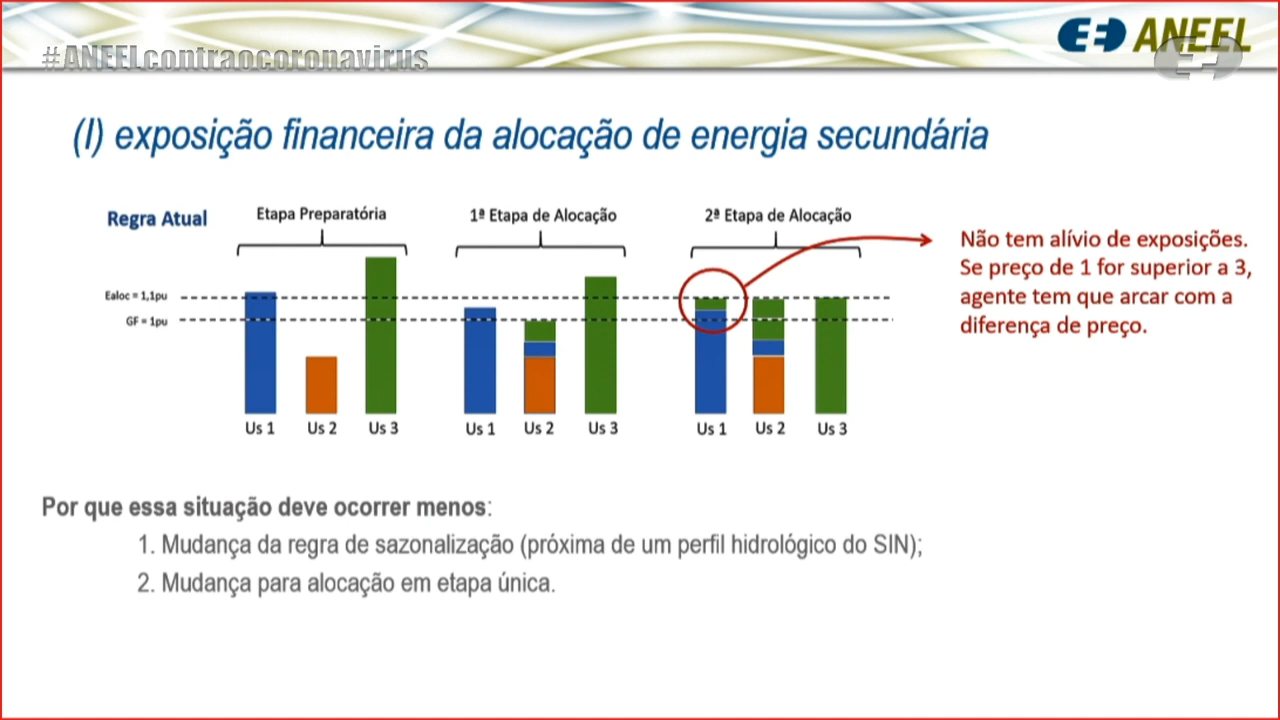 #ANEELcontraocoronavirus
ANEEL
(I) exposição financeira da alocação de energia secundária
Regra Atual
Etapa Preparatória
1ª Etapa de Alocação
2ª Etapa de Alocação
Não tem alívio de exposições.
Se preço de 1 for superior a 3,
agente tem que arcar com a
diferença de preço.
Ealoc = 1,1pu
GF = 1pu
Us 1 Us 2 Us 3
Us 1 Us 2 Us 3
Us 1 Us 2 Us 3
Por que essa situação deve ocorrer menos:
1. Mudança da regra de sazonalização (próxima de um perfil hidrológico do SIN);
2. Mudança para alocação em etapa única.